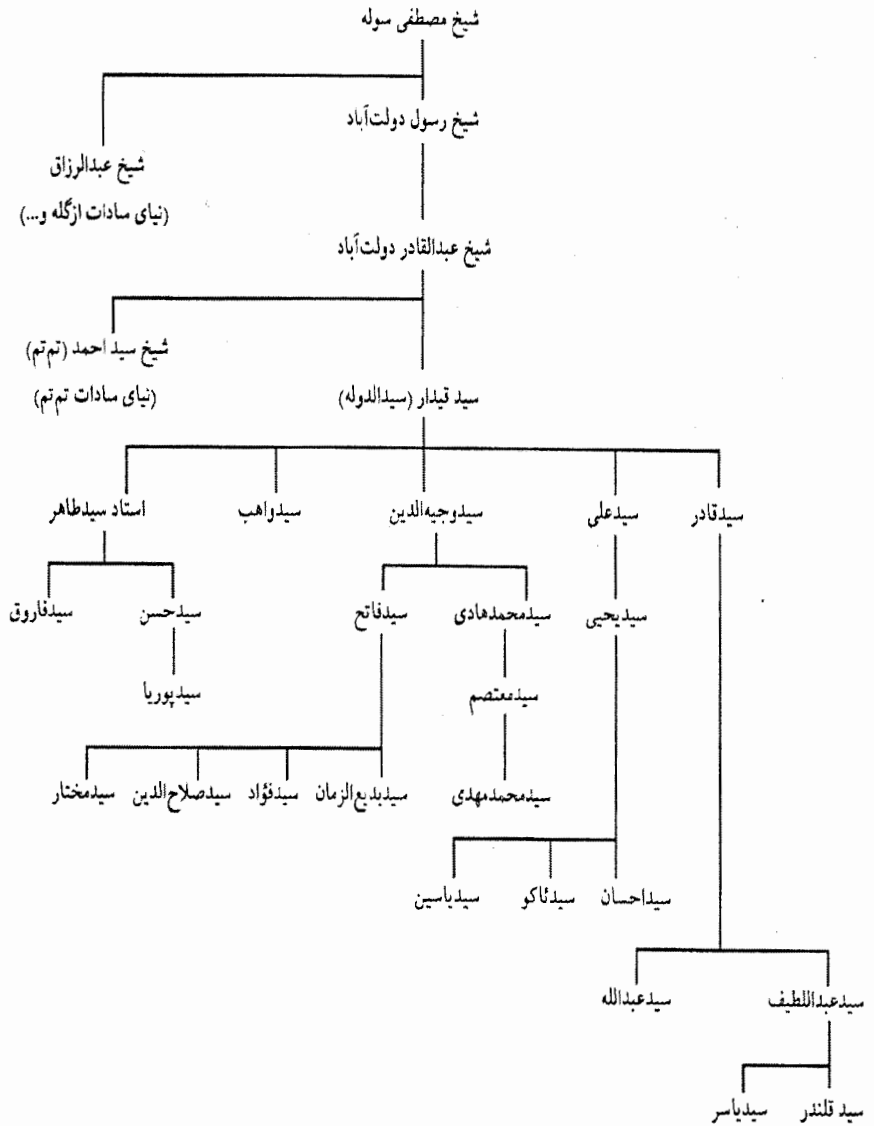 شیخ مصطفی سوله
شیخ رسول دولت‌آباد
شیخ عبدالرزاق
(نیای سادات ازگله و...)
شیخ عبدالقادر دولت‌آباد
شیخ سید احمد (تم‌تم)
(نیای سادات تم‌تم)
سید قیدار (سیدالدوله)
سیدقادر
سیدعلی
سیدوجیه‌الدین
سیدواهب
استاد سیدطاهر
سیدیحیی
سیدمحمدهادی
سیدفاتح
سیدحسن
سیدفاروق
سیدمعتصم
سیدپوریا
سیدمحمدمهدی
سیدبدیع‌الزمان
سیدفؤاد
سیدصلاح‌الدین
سیدمختار
سیداحسان
سیدئاکو
سیدیاسین
سیدعبداللطیف
سیدعبدالله
سید قلندر
سیدیاسر